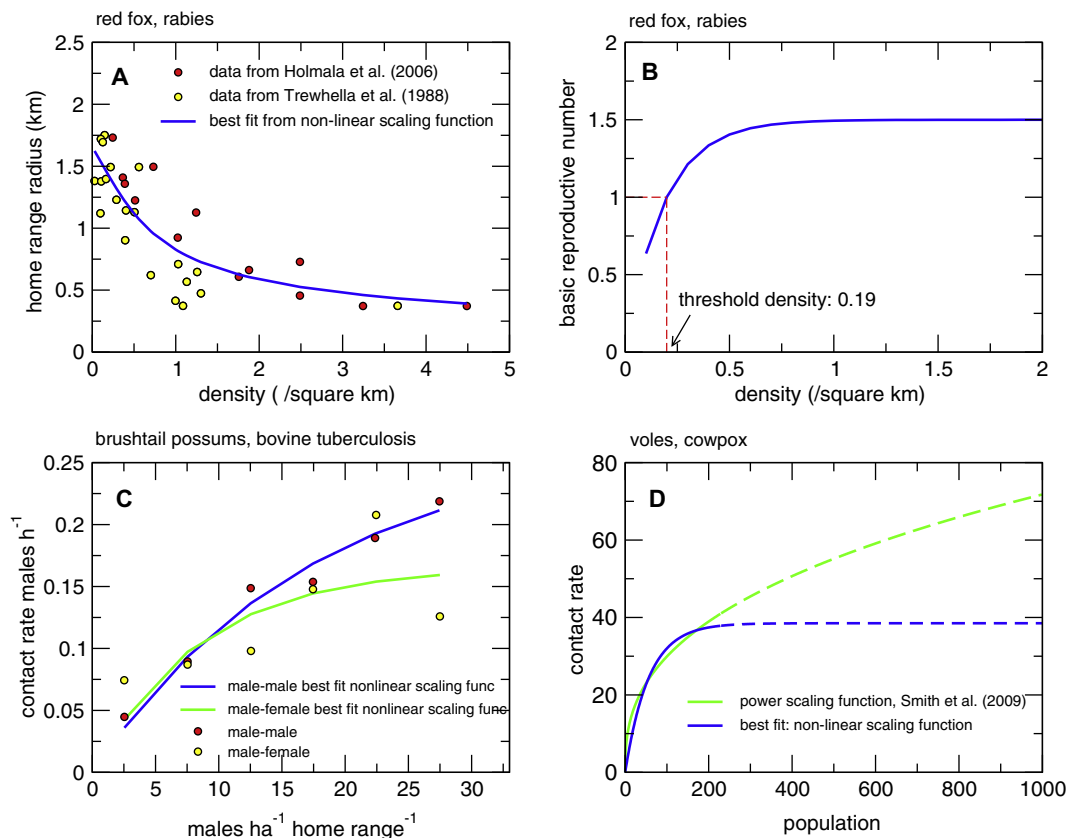 red fox, rabies
A
data from Holmala et al. (2006)
data from Trewhella et al. (1988)
best fit from non-linear scaling function
home range radius (km)
2.5
2
1.5
1
0.5
0
0 1 2 3 4 5
density ( /square km)
red fox, rabies
B
basic reproductive number
2
1.5
1
0.5
0
threshold density: 0.19
0 0.5 1 1.5 2
density (/square km)
brushtail possums, bovine tuberculosis
C
contact rate males h⁻¹
0.25
0.2
0.15
0.1
0.05
0
male-male best fit nonlinear scaling func
male-female best fit nonlinear scaling func
male-male
male-female
0 5 10 15 20 25 30
males ha⁻¹ home range⁻¹
voles, cowpox
D
contact rate
80
60
40
20
0
power scaling function, Smith et al. (2009)
best fit: non-linear scaling function
0 200 400 600 800 1000
population